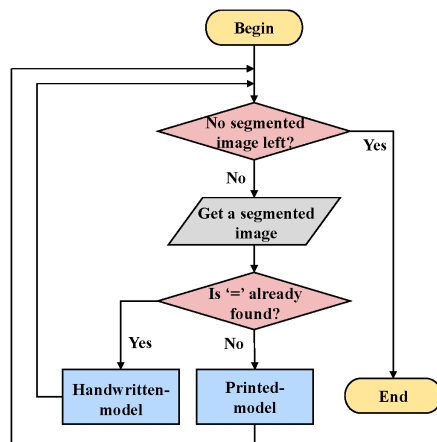 Begin
No segmented
image left?
Yes
No
Get a segmented
image
Is ‘=’ already
found?
Yes
No
Handwritten-
model
Printed-
model
End